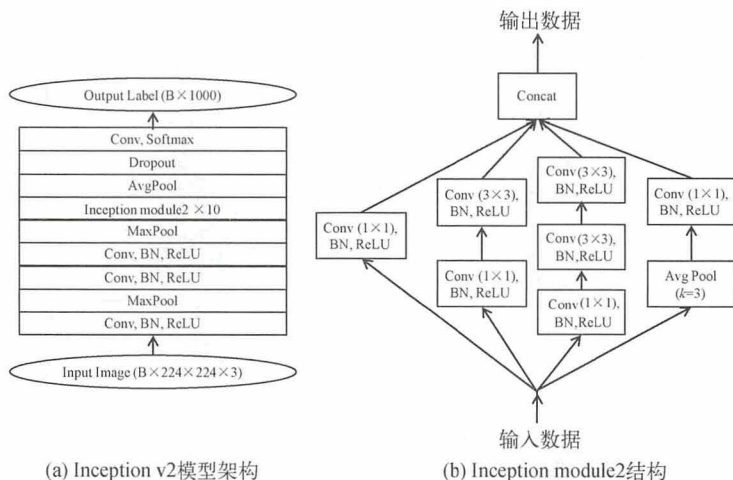 Output Label (B×1000)
Conv, Softmax
Dropout
AvgPool
Inception module2 ×10
MaxPool
Conv, BN, ReLU
Conv, BN, ReLU
MaxPool
Conv, BN, ReLU
Input Image (B×224×224×3)
(a) Inception v2模型架构
输出数据
Concat
Conv (1×1),
BN, ReLU
Conv (3×3),
BN, ReLU
Conv (1×1),
BN, ReLU
Conv (3×3),
BN,ReLU
Conv (3×3),
BN,ReLU
Conv(1×1),
BN,ReLU
Conv (1×1),
BN, ReLU
Avg Pool
(k=3)
输入数据
(b) Inception module2结构